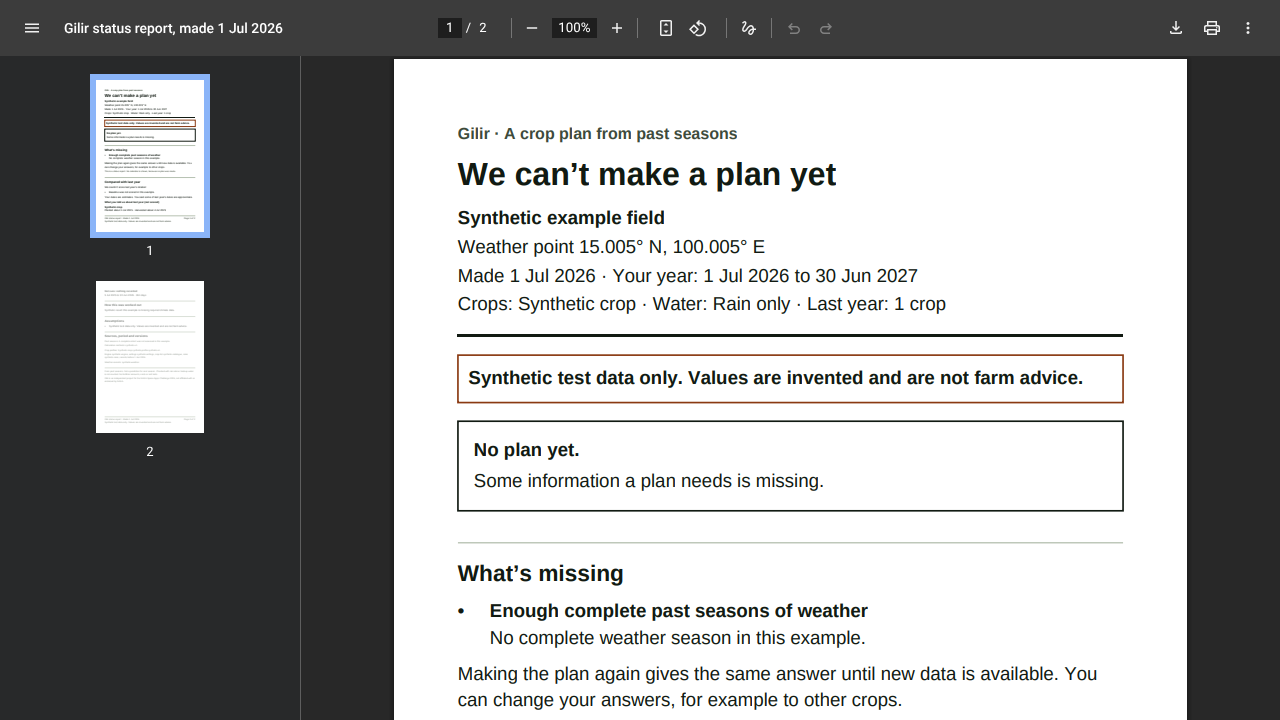 Gilir status report, made 1 Jul 2026
1 / 2
100%
1
2
Gilir · A crop plan from past seasons
We can’t make a plan yet
Synthetic example field
Weather point 15.005° N, 100.005° E
Made 1 Jul 2026 · Your year: 1 Jul 2026 to 30 Jun 2027
Crops: Synthetic crop · Water: Rain only · Last year: 1 crop
Synthetic test data only. Values are invented and are not farm advice.
No plan yet.
Some information a plan needs is missing.
What’s missing
• Enough complete past seasons of weather
No complete weather season in this example.
Making the plan again gives the same answer until new data is available. You
can change your answers, for example to other crops.